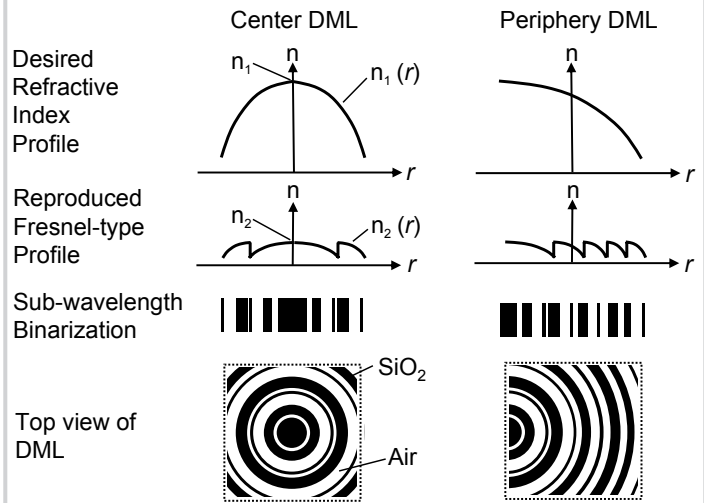 Center DML
Periphery DML
Desired
Refractive
Index
Profile
n
n₁
n₁ (r)
r
n
r
Reproduced
Fresnel-type
Profile
n
n₂
n₂ (r)
r
n
r
Sub-wavelength
Binarization
Top view of
DML
SiO₂
Air